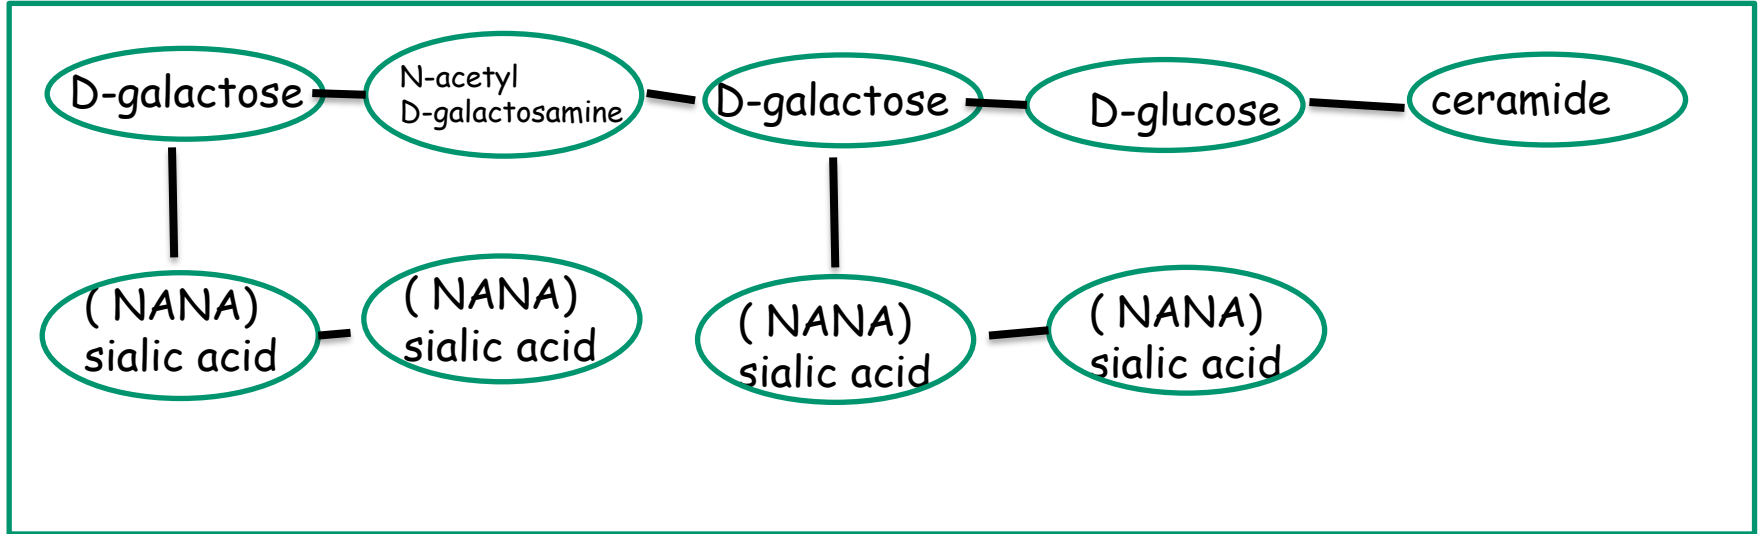 D-galactose
N-acetyl
D-galactosamine
D-galactose
D-glucose
ceramide
( NANA)
sialic acid
( NANA)
sialic acid
( NANA)
sialic acid
( NANA)
sialic acid